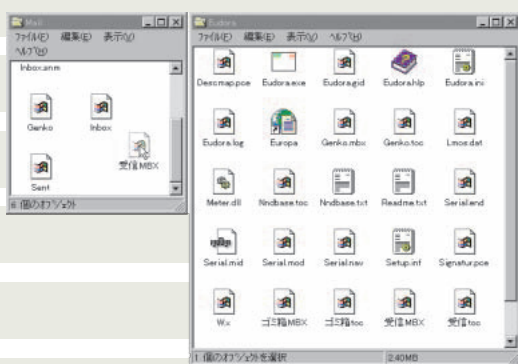 Mail
ファイル(F) 編集(E) 表示(V)
ヘルプ(H)
Inbox.snm
Genko Inbox
受信MBX
Sent
6 個のオブジェクト
Eudora
ファイル(F) 編集(E) 表示(V) ヘルプ(H)
Descmap.pce Eudora.exe Eudora.gid Eudora.hlp Eudora.ini
Eudora.log Europa Genko.mbx Genko.toc Lmos.dat
Meter.dll Nndbase.toc Nndbase.txt Readme.txt Serial.end
Serial.mid Serial.mod Serial.nav Setup.inf Signatur.pce
W.x ゴミ箱MBX ゴミ箱toc 受信MBX 受信toc
1 個のオブジェクトを選択 2.40MB